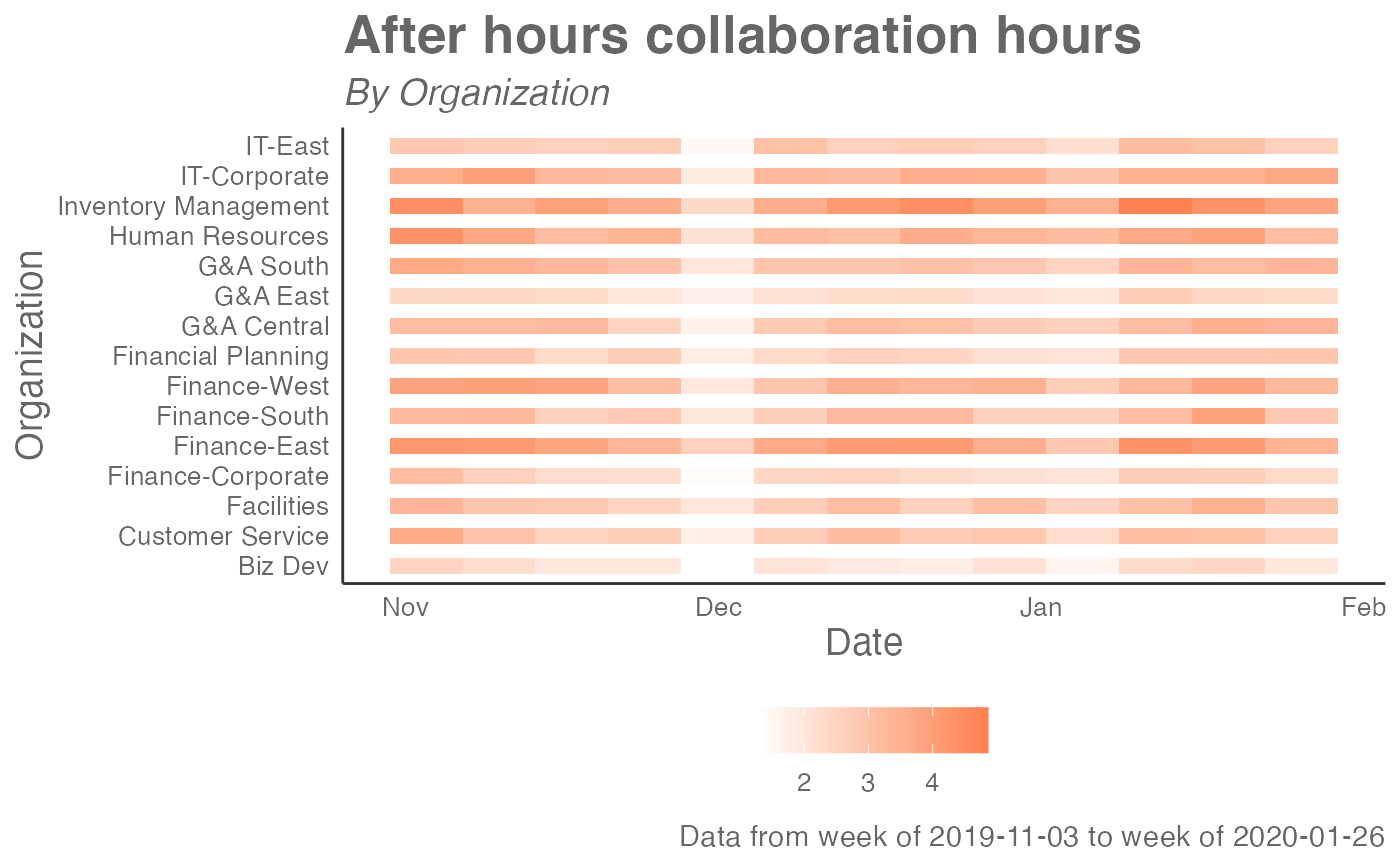 After hours collaboration hours
By Organization
Organization
IT-East
IT-Corporate
Inventory Management
Human Resources
G&A South
G&A East
G&A Central
Financial Planning
Finance-West
Finance-South
Finance-East
Finance-Corporate
Facilities
Customer Service
Biz Dev
Nov Dec Jan Feb
Date
2 3 4
Data from week of 2019-11-03 to week of 2020-01-26